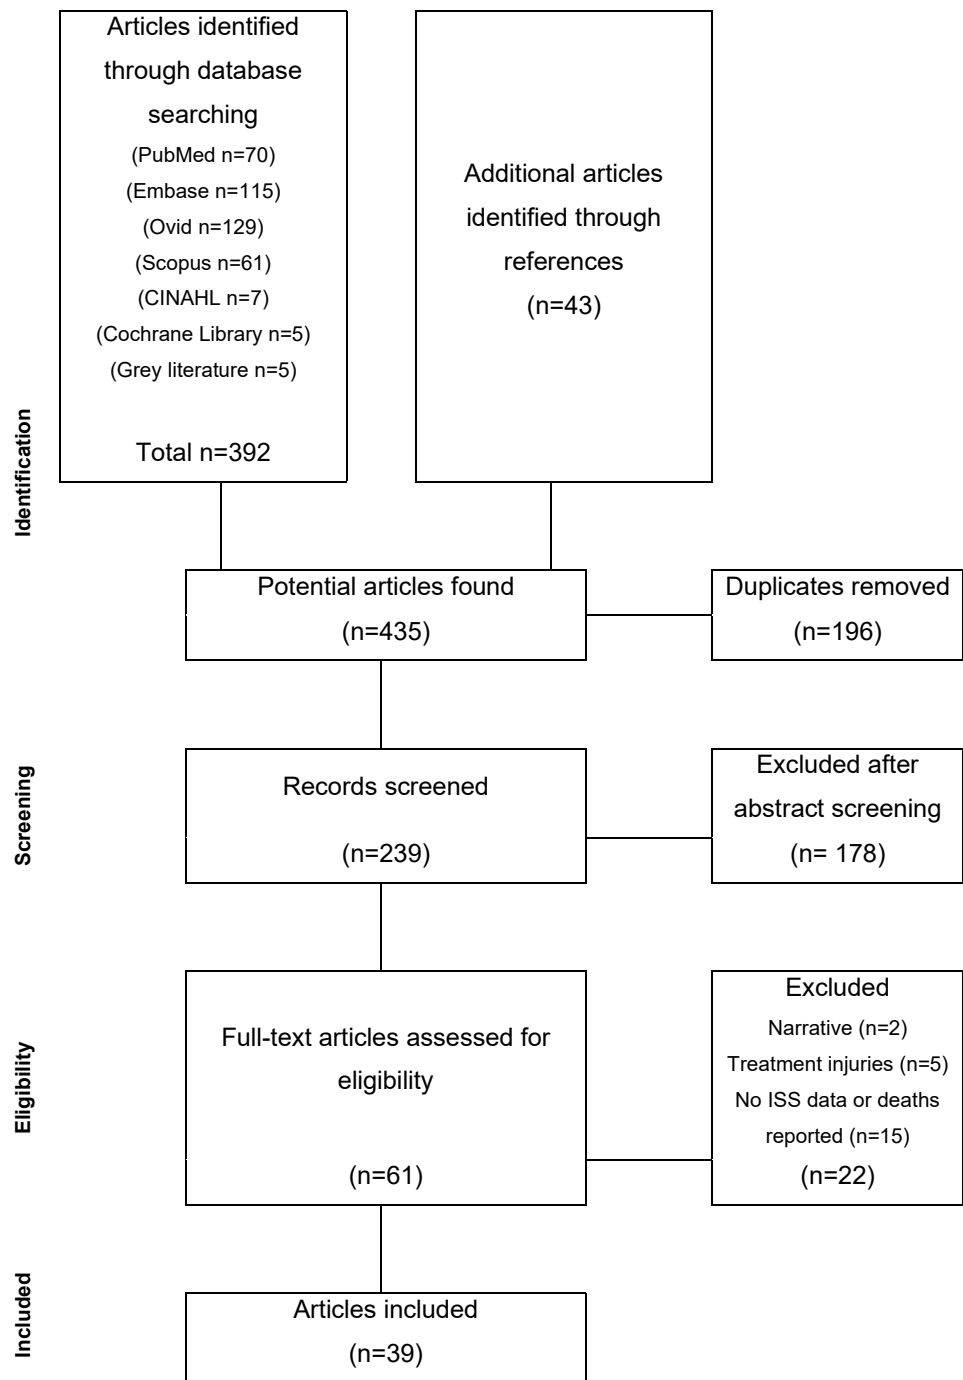 Articles identified
through database
searching
(PubMed n=70)
(Embase n=115)
(Ovid n=129)
(Scopus n=61)
(CINAHL n=7)
(Cochrane Library n=5)
(Grey literature n=5)
Total n=392
Additional articles
identified through
references
(n=43)
Identification
Potential articles found
(n=435)
Duplicates removed
(n=196)
Screening
Records screened
(n=239)
Excluded after
abstract screening
(n= 178)
Eligibility
Full-text articles assessed for
eligibility
(n=61)
Excluded
Narrative (n=2)
Treatment injuries (n=5)
No ISS data or deaths
reported (n=15)
(n=22)
Included
Articles included
(n=39)